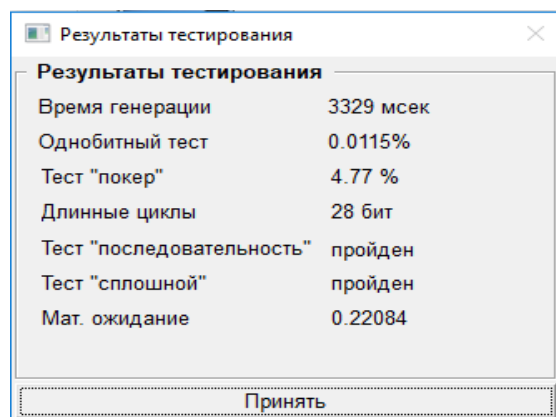 Результаты тестирования
Результаты тестирования
Время генерации 3329 мсек
Однобитный тест 0.0115%
Тест "покер" 4.77 %
Длинные циклы 28 бит
Тест "последовательность" пройден
Тест "сплошной" пройден
Мат. ожидание 0.22084
Принять